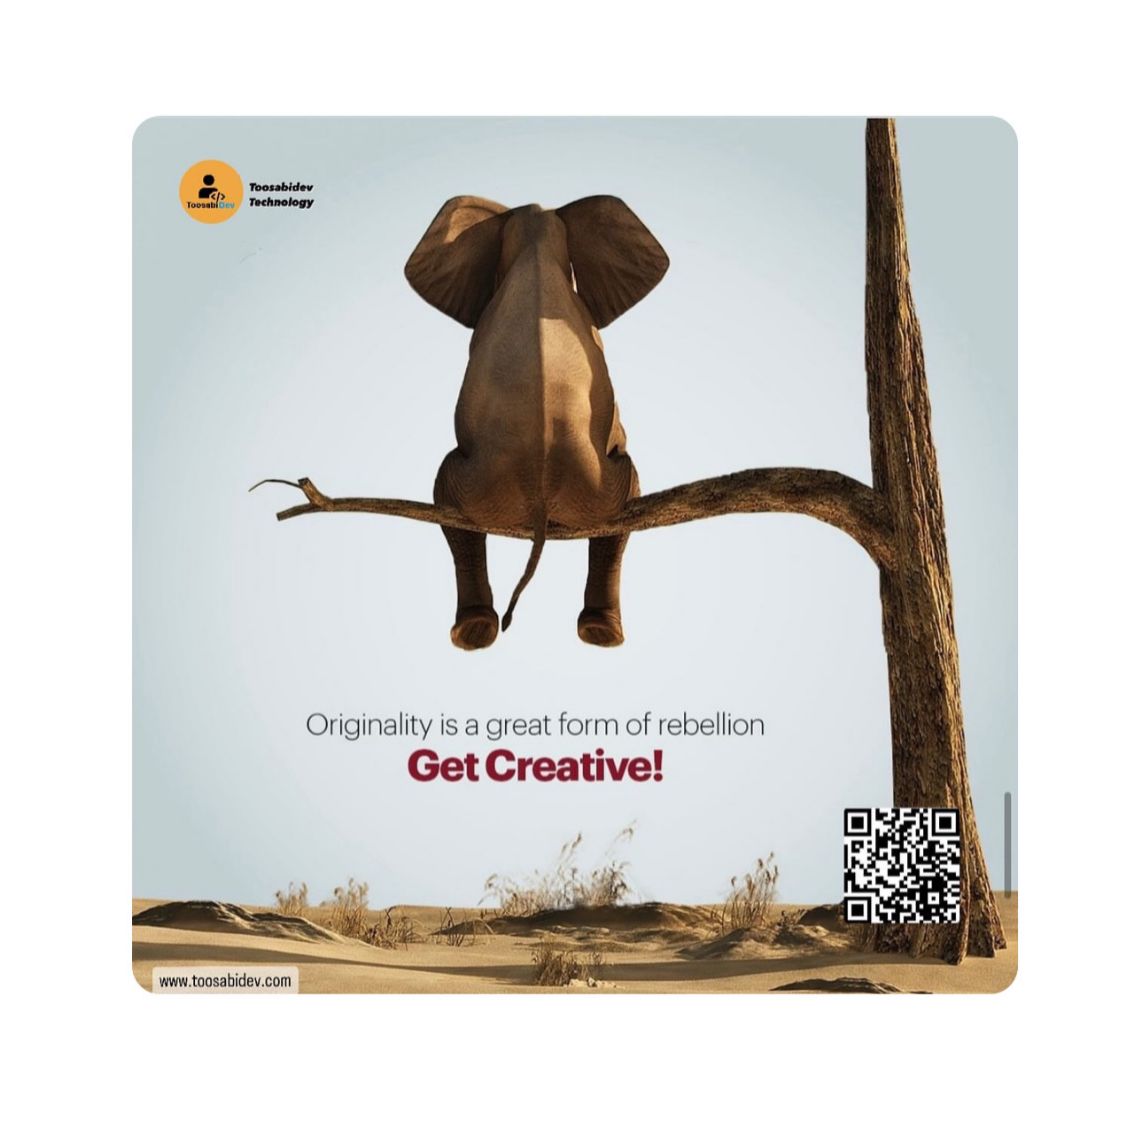 Toosabidev
Technology
ToosabiDev
Originality is a great form of rebellion
Get Creative!
www.toosabidev.com